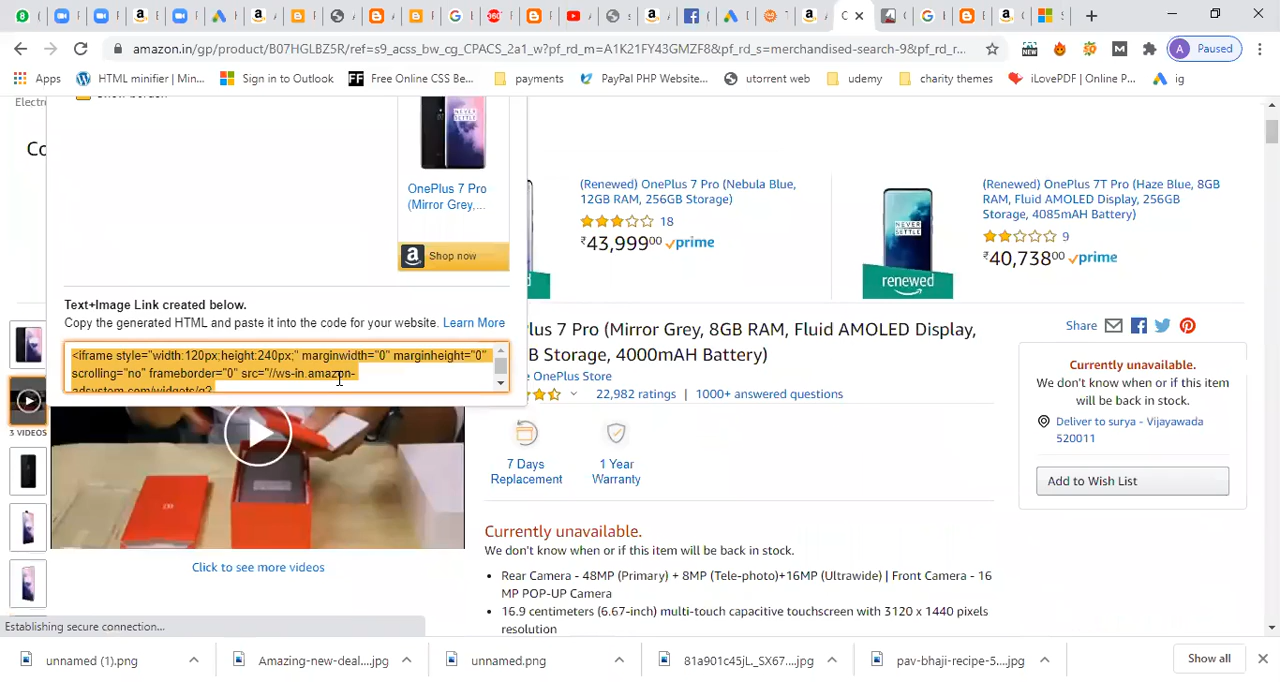 Paused
amazon.in/gp/product/B07HGLBZ5R/ref=s9_acss_bw_cg_CPACS_2a1_w?pf_rd_m=A1K21FY43GMZF8&pf_rd_s=merchandised-search-9&pf_rd_r...
Apps
HTML minifier | Min...
Sign in to Outlook
Free Online CSS Be...
payments
PayPal PHP Website...
utorrent web
udemy
charity themes
iLovePDF | Online P...
ig
Electro
Co
OnePlus 7 Pro
(Mirror Grey,...
Shop now
Text+Image Link created below.
Copy the generated HTML and paste it into the code for your website. Learn More
<iframe style="width:120px;height:240px;" marginwidth="0" marginheight="0"
scrolling="no" frameborder="0" src="//ws-in.amazon-
adsystem.com/widgets/q?
(Renewed) OnePlus 7 Pro (Nebula Blue,
12GB RAM, 256GB Storage)
18
₹43,999.00 prime
(Renewed) OnePlus 7T Pro (Haze Blue, 8GB
RAM, Fluid AMOLED Display, 256GB
Storage, 4085mAH Battery)
9
₹40,738.00 prime
renewed
lus 7 Pro (Mirror Grey, 8GB RAM, Fluid AMOLED Display,
B Storage, 4000mAH Battery)
e OnePlus Store
22,982 ratings | 1000+ answered questions
7 Days
Replacement
1 Year
Warranty
Currently unavailable.
We don't know when or if this item will be back in stock.
• Rear Camera - 48MP (Primary) + 8MP (Tele-photo)+16MP (Ultrawide) | Front Camera - 16
MP POP-UP Camera
• 16.9 centimeters (6.67-inch) multi-touch capacitive touchscreen with 3120 x 1440 pixels
resolution
Share
Currently unavailable.
We don't know when or if this item
will be back in stock.
Deliver to surya - Vijayawada
520011
Add to Wish List
3 VIDEOS
Click to see more videos
Establishing secure connection...
unnamed (1).png
Amazing-new-deal....jpg
unnamed.png
81a901c45jL._SX67....jpg
pav-bhaji-recipe-5....jpg
Show all